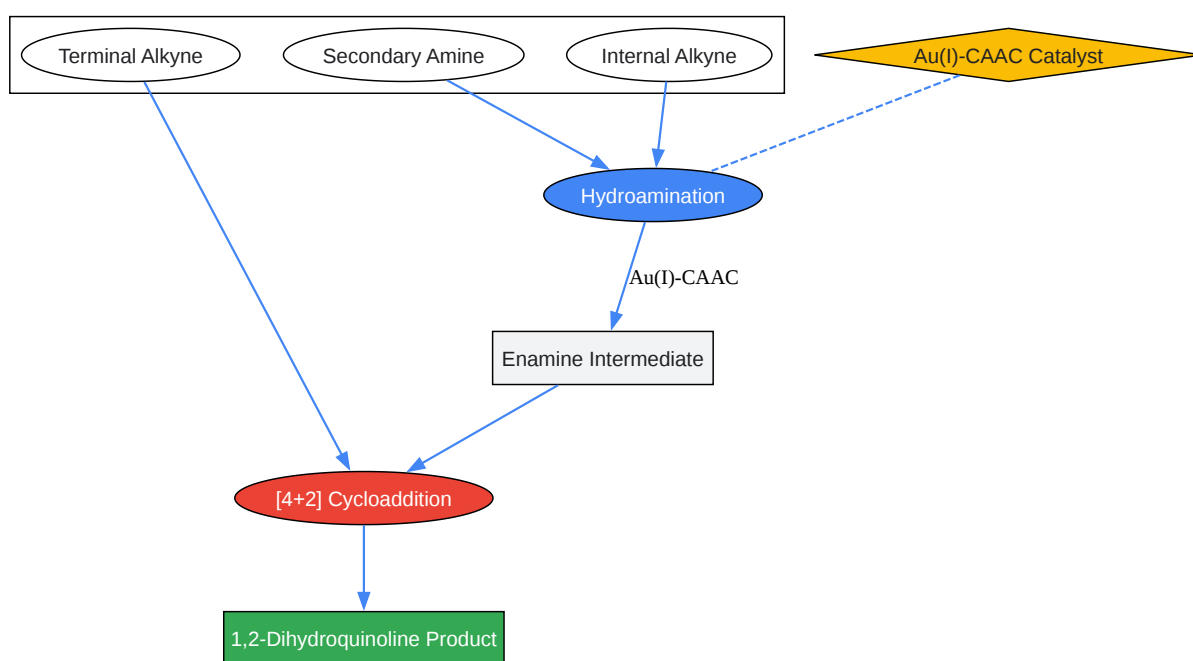 Terminal Alkyne
Secondary Amine
Internal Alkyne
Au(I)-CAAC Catalyst
Hydroamination
Au(I)-CAAC
Enamine Intermediate
[4+2] Cycloaddition
1,2-Dihydroquinoline Product